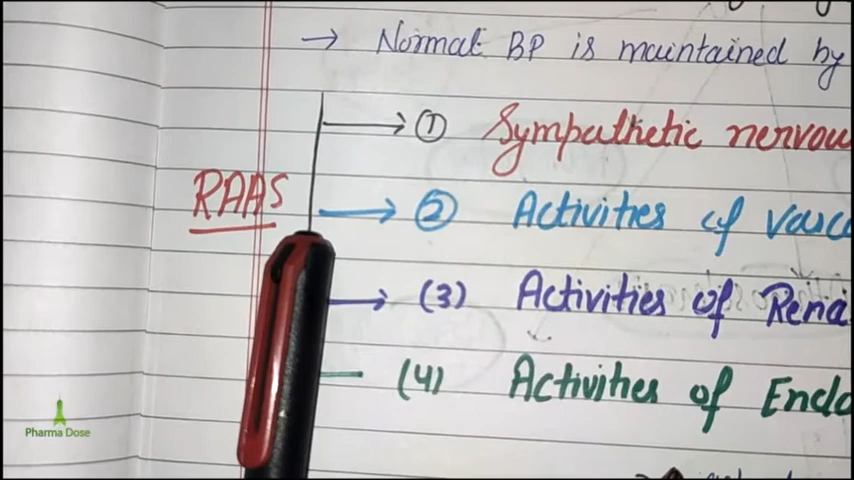 → Normal BP is maintained by
→ ① Sympathetic nervou
RAAS
→ ② Activities of Vasc
→ (3) Activities of Rena
(4) Activities of Endo
Pharma Dose